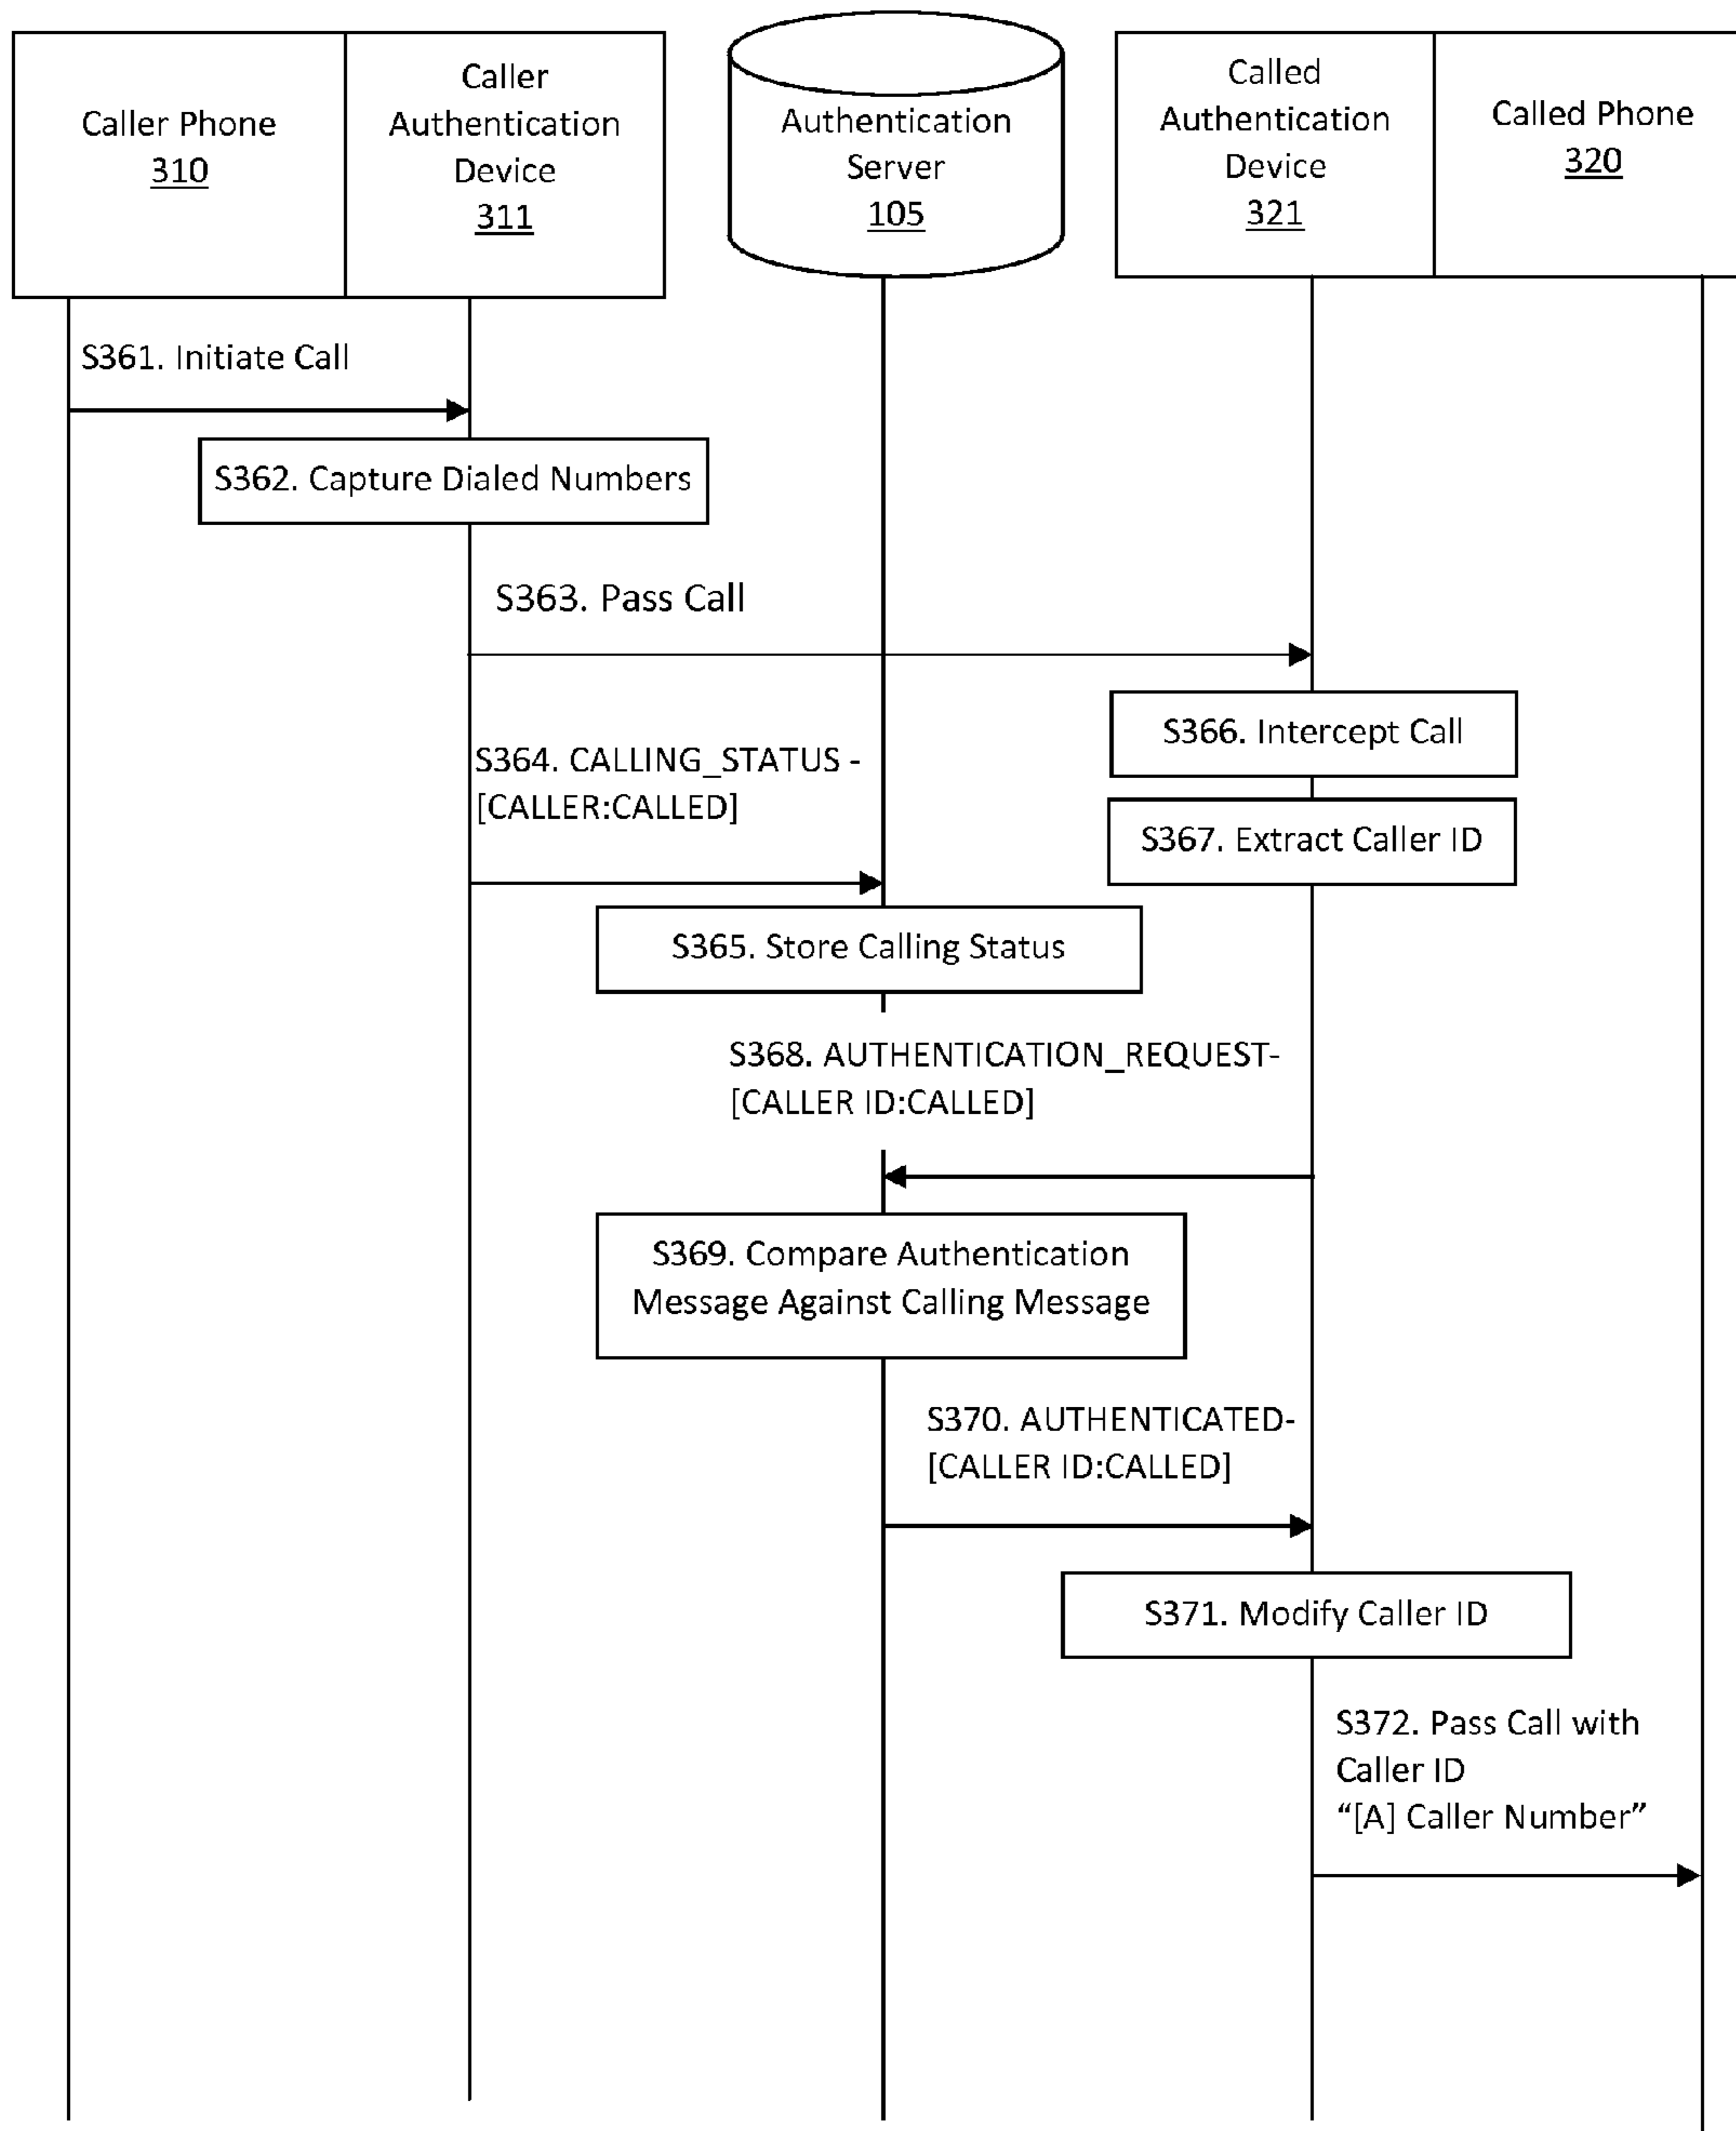 Caller Phone
310
Caller
Authentication
Device
311
Authentication
Server
105
Called
Authentication
Device
321
Called Phone
320
S361. Initiate Call
S362. Capture Dialed Numbers
S363. Pass Call
S366. Intercept Call
S364. CALLING_STATUS -
[CALLER:CALLED]
S367. Extract Caller ID
S365. Store Calling Status
S368. AUTHENTICATION_REQUEST-
[CALLER ID:CALLED]
S369. Compare Authentication
Message Against Calling Message
S370. AUTHENTICATED-
[CALLER ID:CALLED]
S371. Modify Caller ID
S372. Pass Call with
Caller ID
“[A] Caller Number”